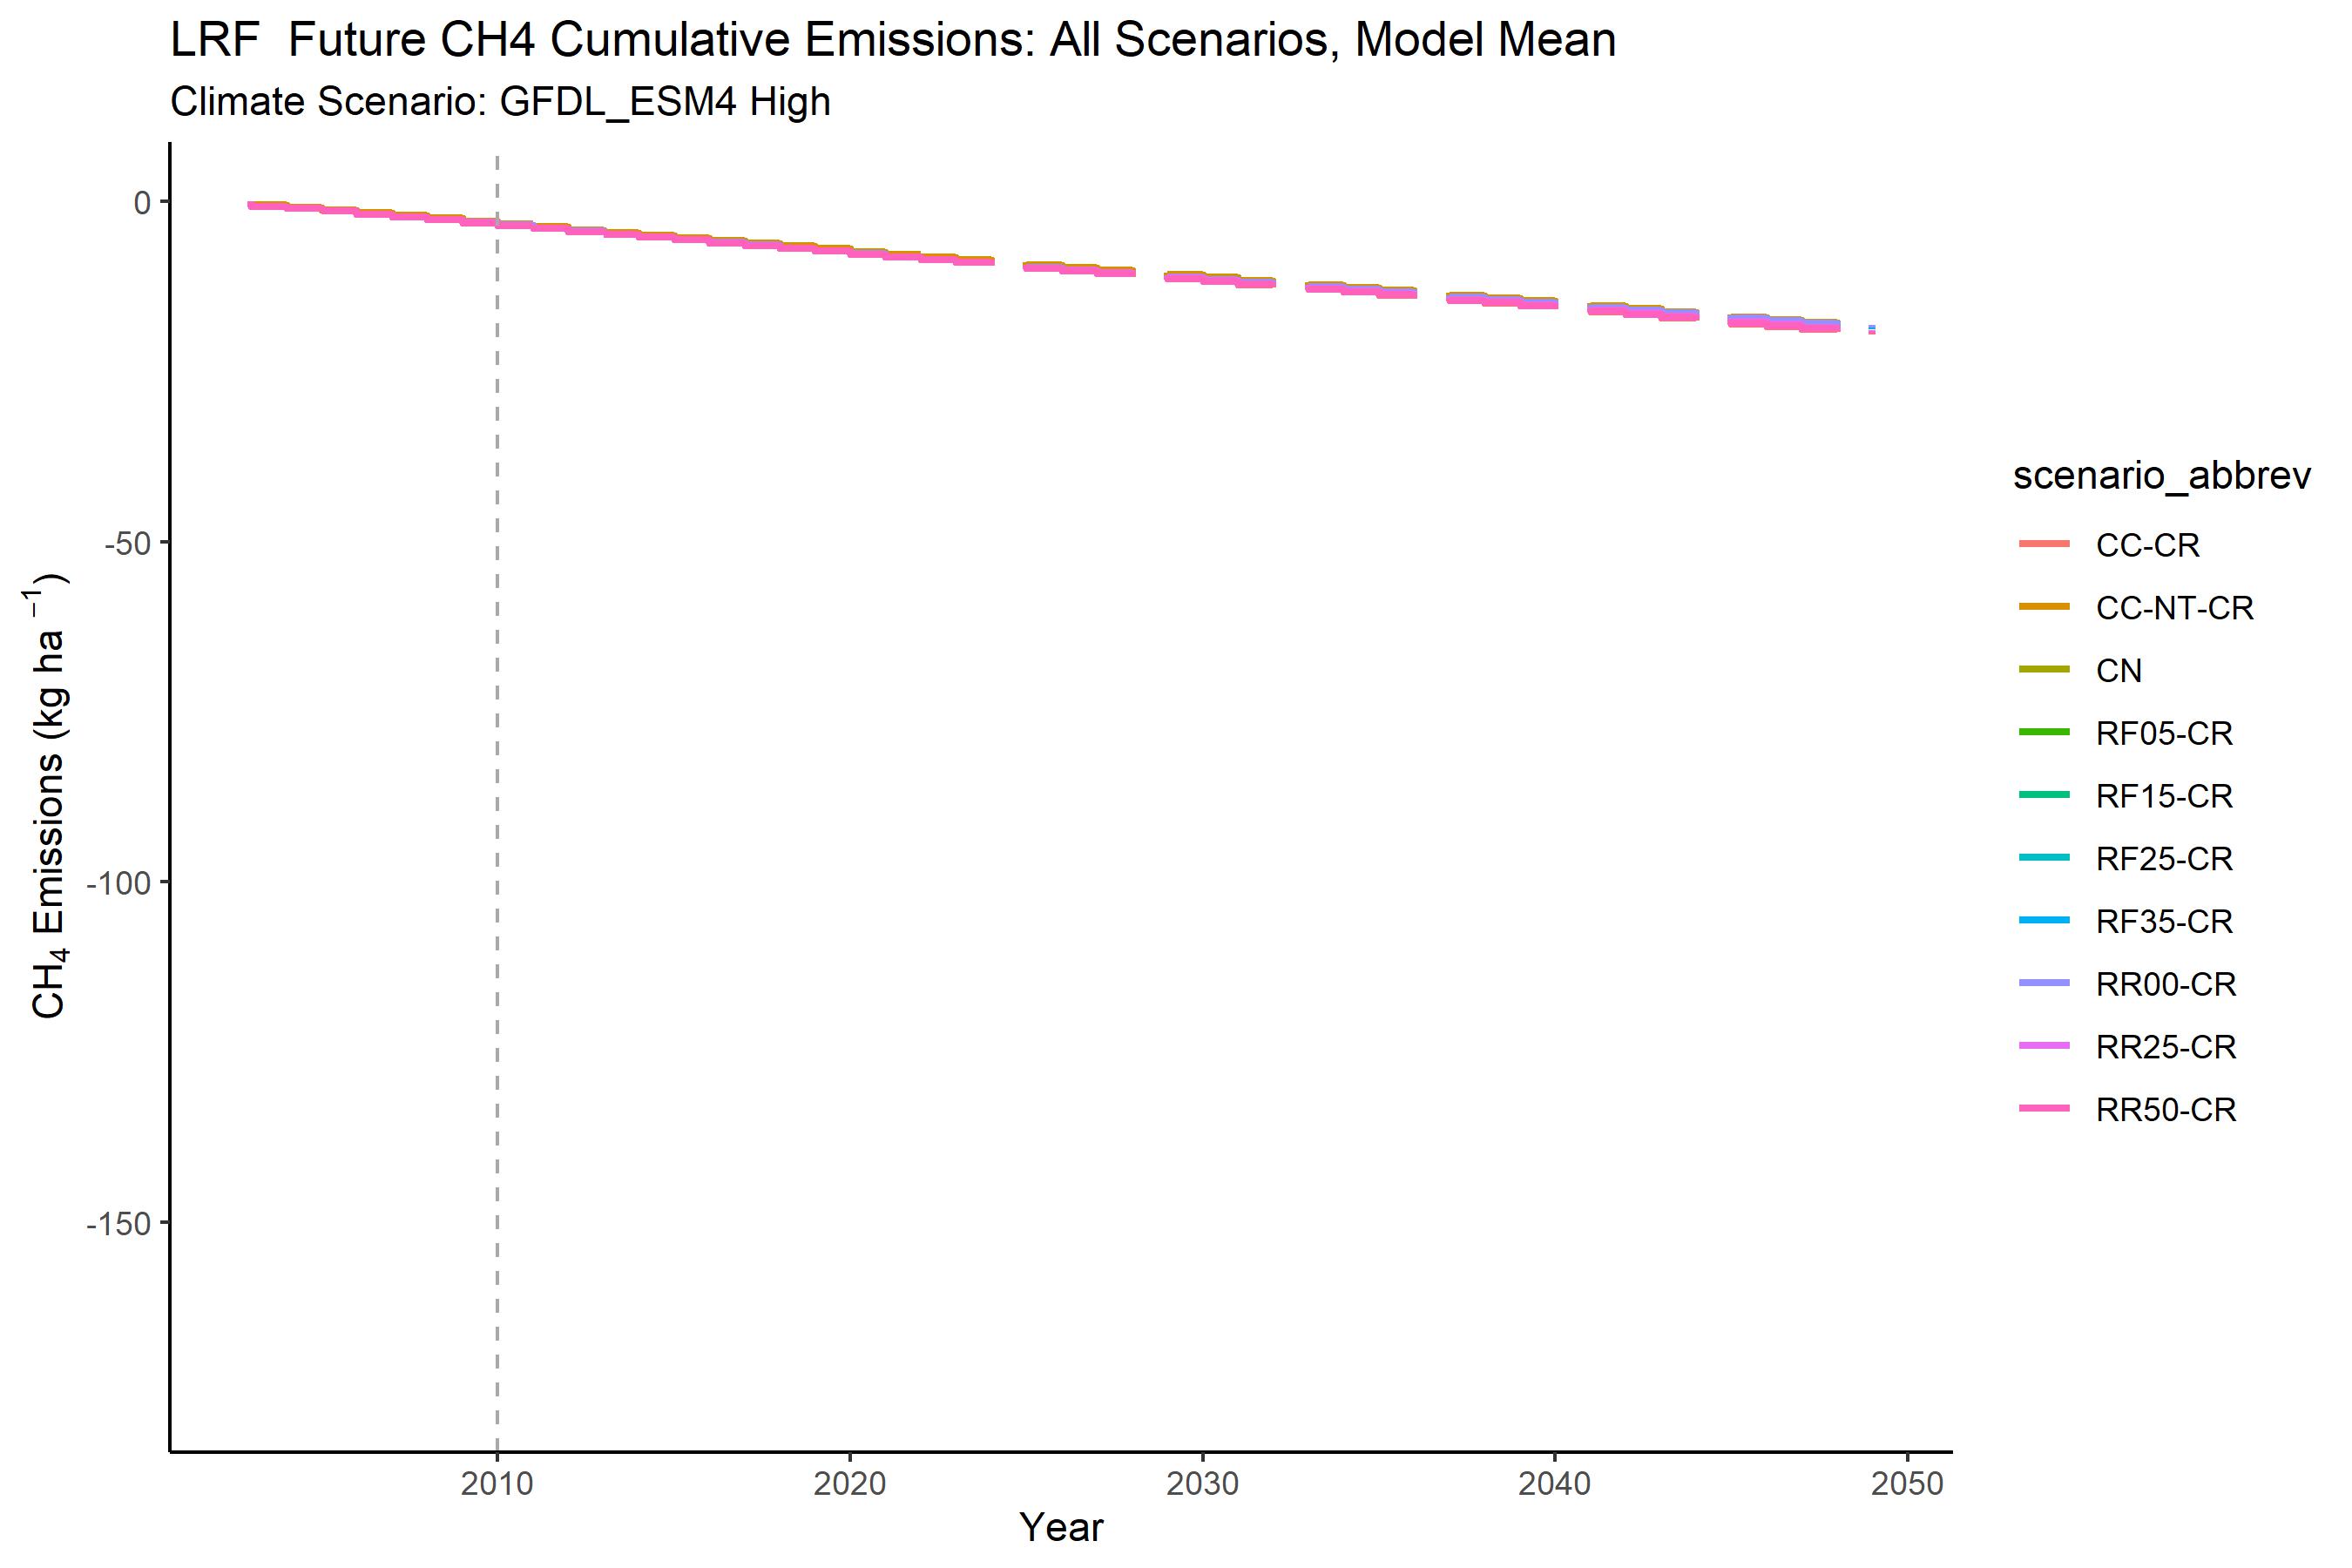 LRF  Future CH4 Cumulative Emissions: All Scenarios, Model Mean
Climate Scenario: GFDL_ESM4 High
CH₄ Emissions (kg ha ⁻¹)
0
-50
-100
-150
2010
2020
2030
2040
2050
Year
scenario_abbrev
CC-CR
CC-NT-CR
CN
RF05-CR
RF15-CR
RF25-CR
RF35-CR
RR00-CR
RR25-CR
RR50-CR